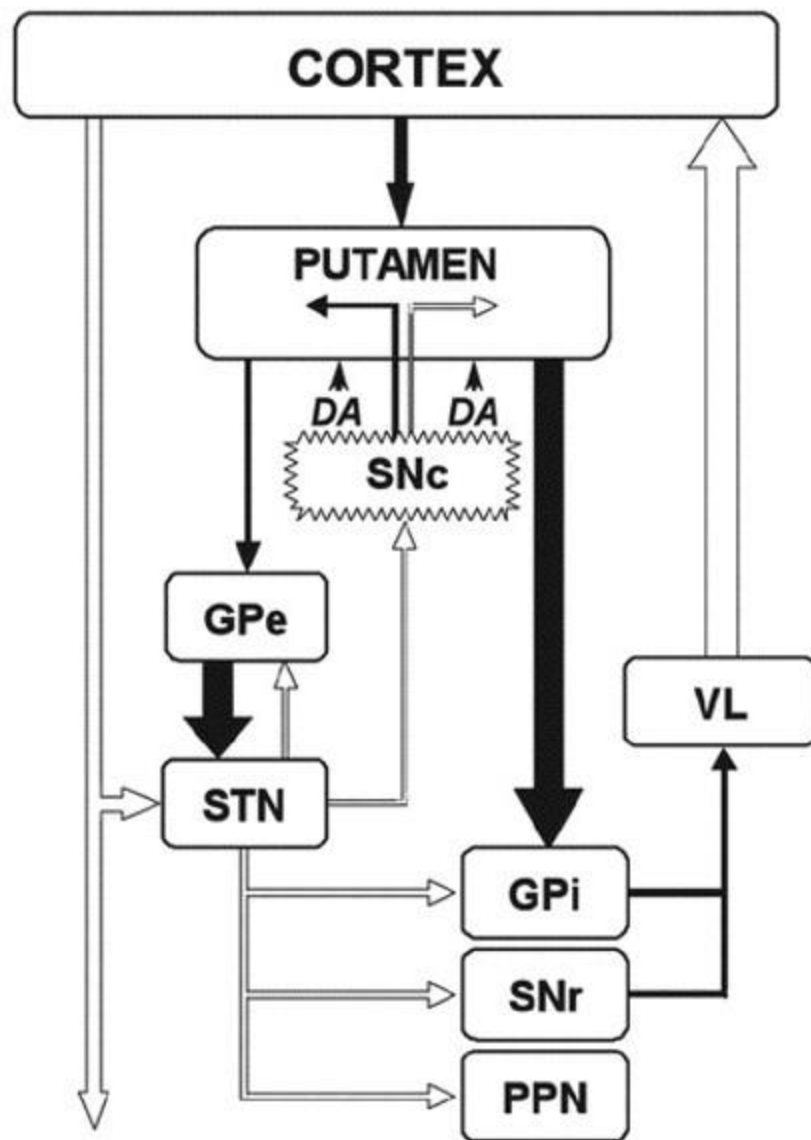 CORTEX
PUTAMEN
DA DA
SNc
GPe
VL
STN
GPi
SNr
PPN